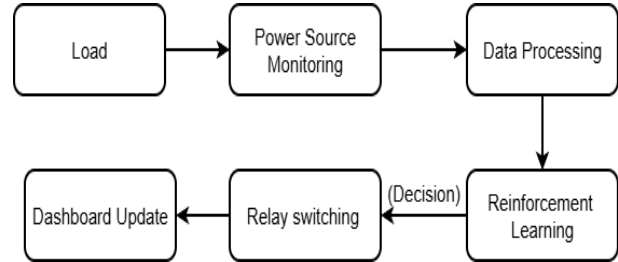 Load
Power Source
Monitoring
Data Processing
Dashboard Update
Relay switching
(Decision)
Reinforcement
Learning